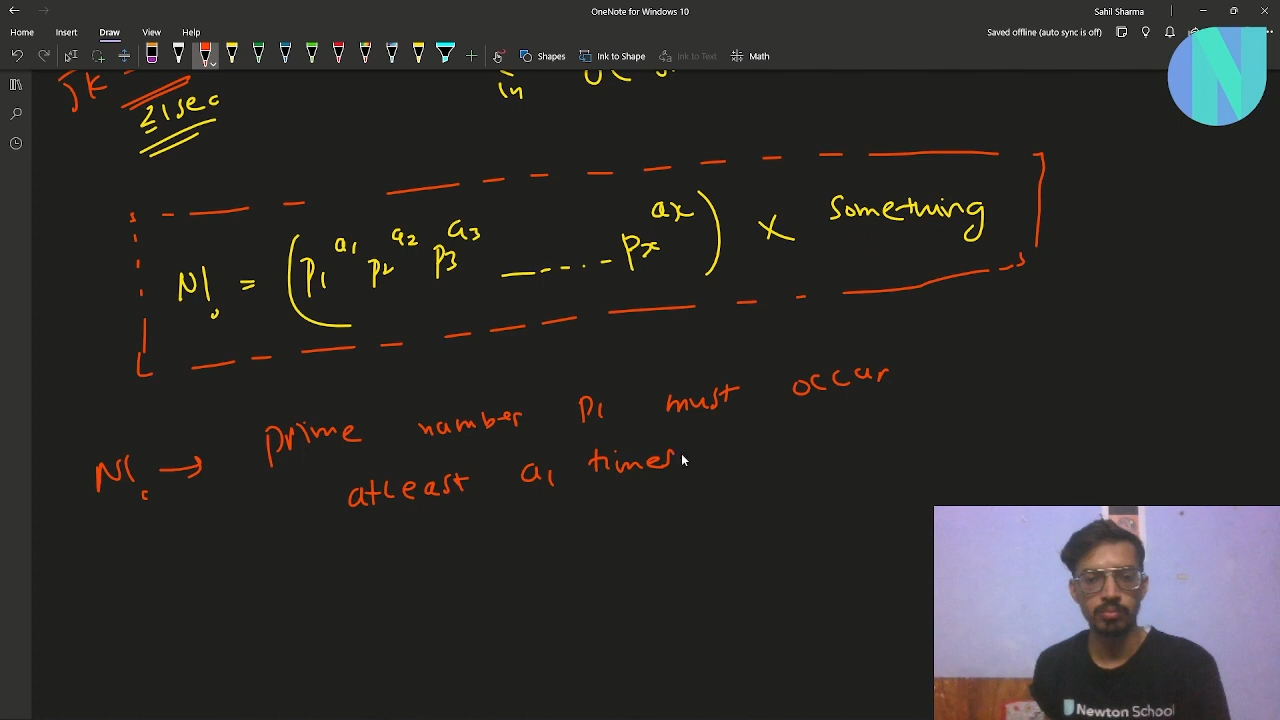 OneNote for Windows 10
Sahil Sharma
Home Insert Draw View Help
Saved offline (auto sync is off)
Shapes Ink to Shape Ink to Text Math
√k
≤1sec
in
N! = (p1^a1 p2^a2 p3^a3 ...... px^ax) × something
N! → prime number p1 must occur
atleast a1 times
Newton School